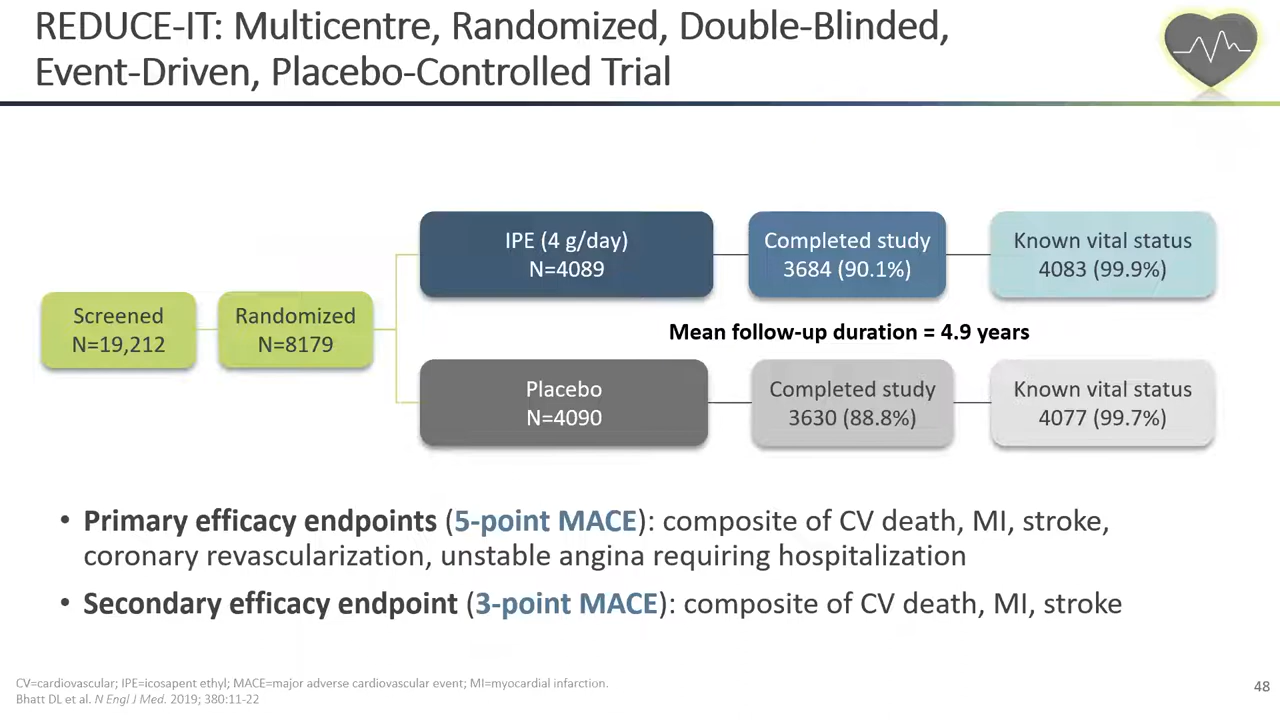 REDUCE-IT: Multicentre, Randomized, Double-Blinded,
Event-Driven, Placebo-Controlled Trial
Screened
N=19,212
Randomized
N=8179
IPE (4 g/day)
N=4089
Completed study
3684 (90.1%)
Known vital status
4083 (99.9%)
Mean follow-up duration = 4.9 years
Placebo
N=4090
Completed study
3630 (88.8%)
Known vital status
4077 (99.7%)
• Primary efficacy endpoints (5-point MACE): composite of CV death, MI, stroke,
coronary revascularization, unstable angina requiring hospitalization
• Secondary efficacy endpoint (3-point MACE): composite of CV death, MI, stroke
CV=cardiovascular; IPE=icosapent ethyl; MACE=major adverse cardiovascular event; MI=myocardial infarction.
Bhatt DL et al. N Engl J Med. 2019; 380:11-22
48